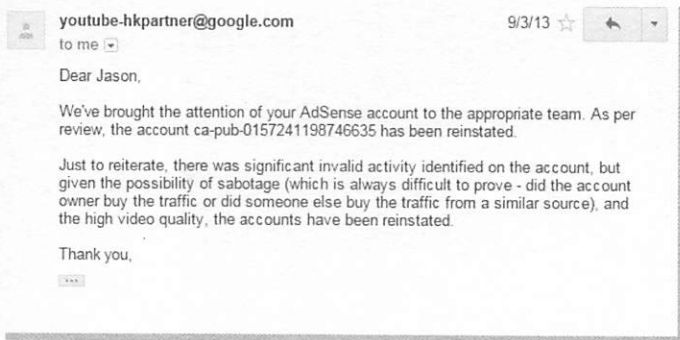 youtube-hkpartner@google.com 9/3/13
to me
Dear Jason,
We've brought the attention of your AdSense account to the appropriate team. As per
review, the account ca-pub-0157241198746635 has been reinstated.
Just to reiterate, there was significant invalid activity identified on the account, but
given the possibility of sabotage (which is always difficult to prove - did the account
owner buy the traffic or did someone else buy the traffic from a similar source), and
the high video quality, the accounts have been reinstated.
Thank you,